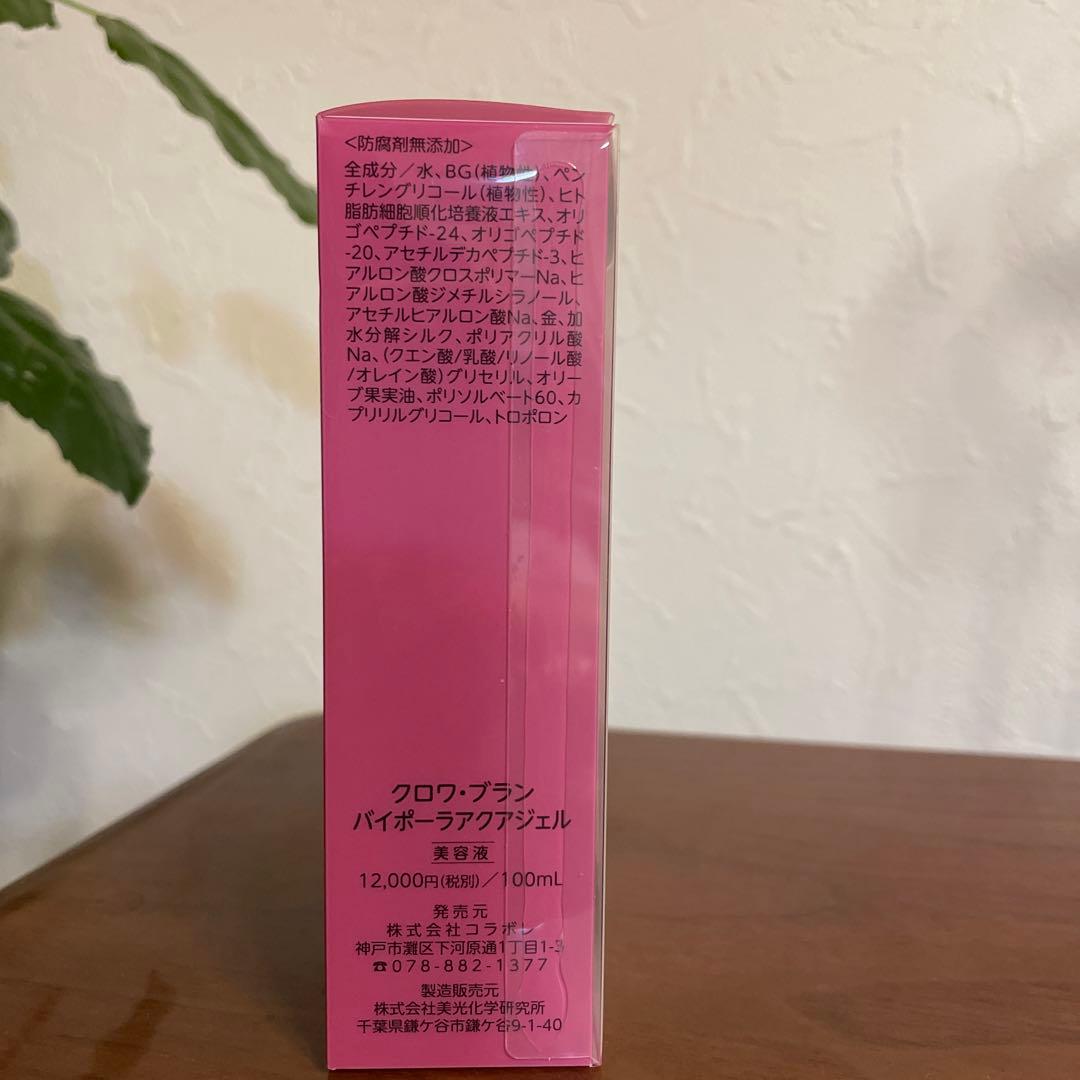 <防腐剤無添加>
全成分／水、BG(植物性)、ペン
チレングリコール(植物性)、ヒト
脂肪細胞順化培養液エキス、オリ
ゴペプチド-24、オリゴペプチド
-20、アセチルデカペプチド-3、ヒ
アルロン酸クロスポリマーNa、ヒ
アルロン酸ジメチルシラノール、
アセチルヒアルロン酸Na、金、加
水分解シルク、ポリアクリル酸
Na、(クエン酸/乳酸/リノール酸
/オレイン酸)グリセリル、オリー
ブ果実油、ポリソルベート60、カ
プリリルグリコール、トロポロン
クロワ・ブラン
バイポーラアクアジェル
美容液
12,000円(税別)／100mL
発売元
株式会社コラボレ
神戸市灘区下河原通1丁目1-3
☎078-882-1377
製造販売元
株式会社美光化学研究所
千葉県鎌ケ谷市鎌ケ谷9-1-40